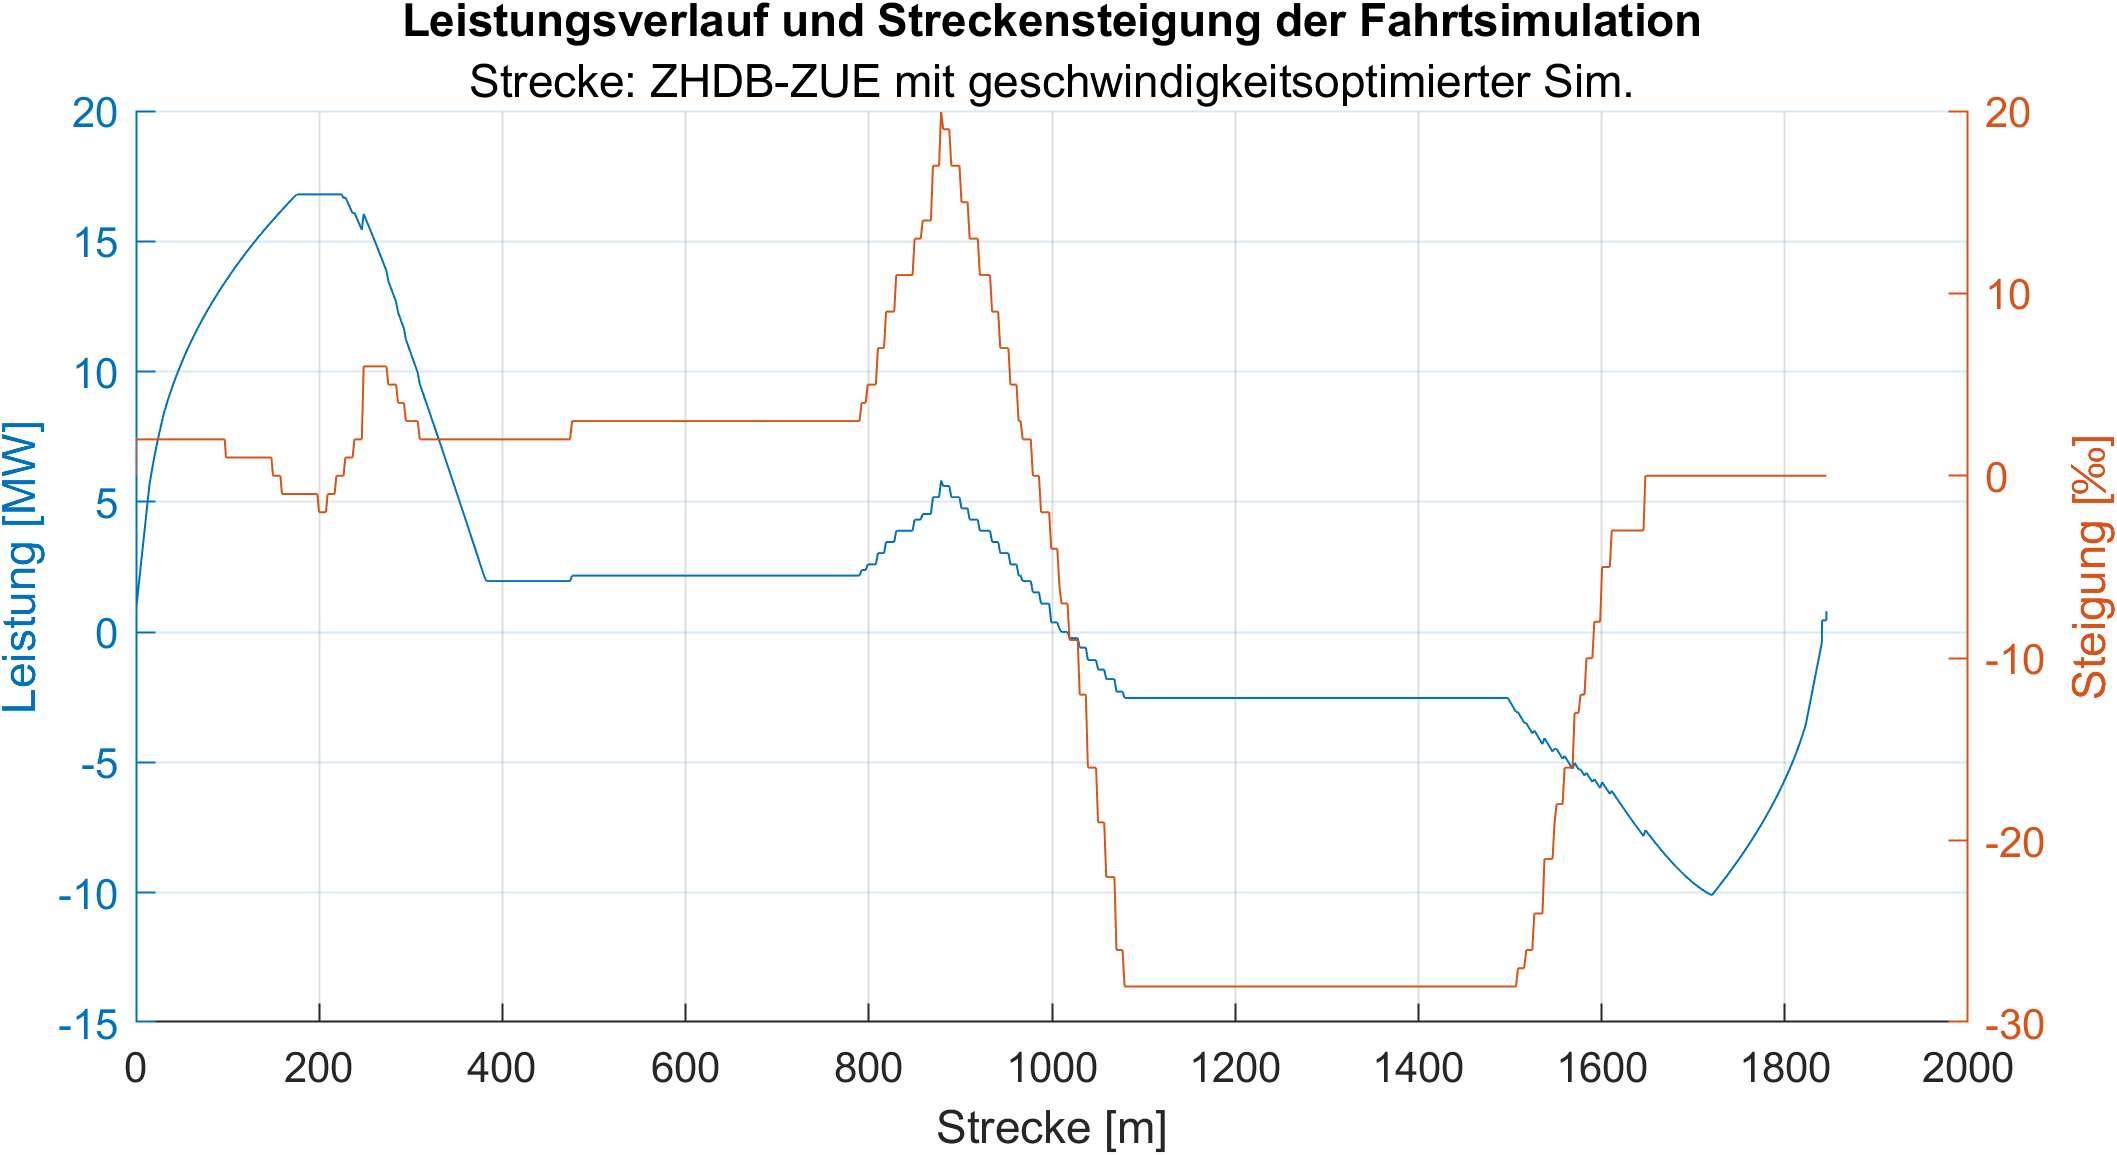 Leistungsverlauf und Streckensteigung der Fahrtsimulation
Strecke: ZHDB-ZUE mit geschwindigkeitsoptimierter Sim.
20
15
10
5
0
-5
-10
-15
Leistung [MW]
20
10
0
-10
-20
-30
Steigung [‰]
0 200 400 600 800 1000 1200 1400 1600 1800 2000
Strecke [m]